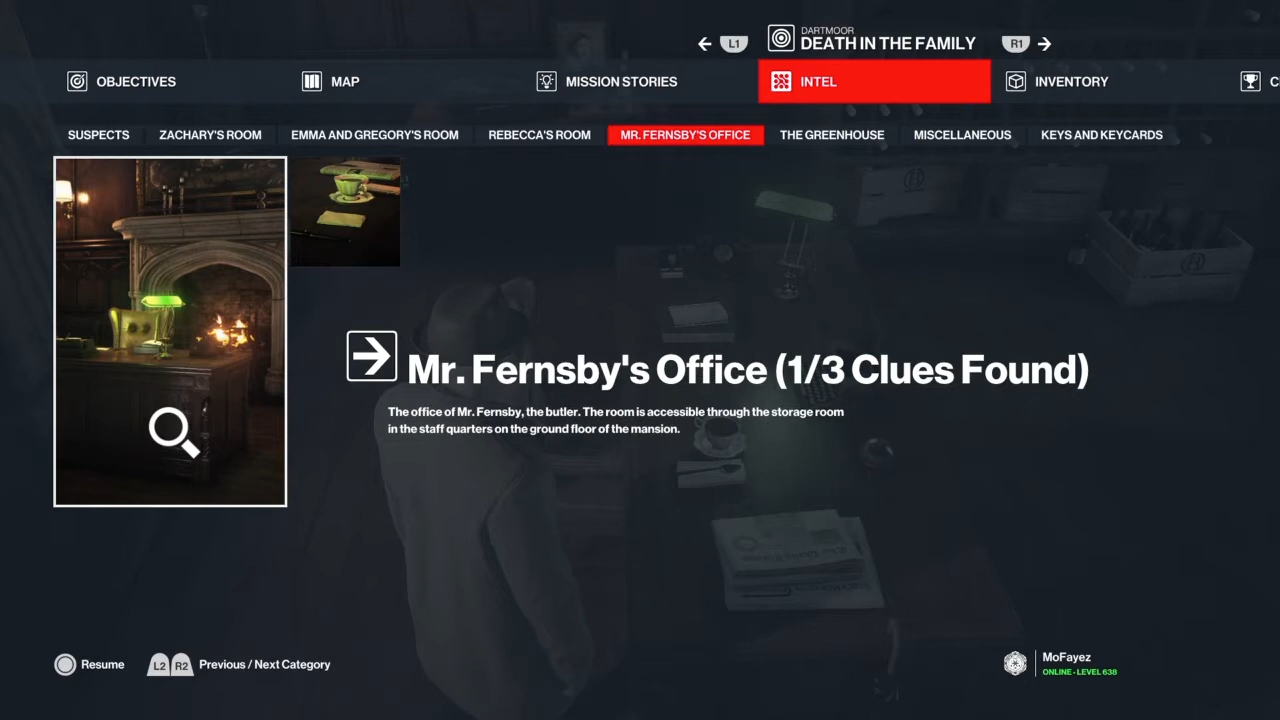 DARTMOOR
L1 DEATH IN THE FAMILY R1
OBJECTIVES MAP MISSION STORIES INTEL INVENTORY C
SUSPECTS ZACHARY'S ROOM EMMA AND GREGORY'S ROOM REBECCA'S ROOM MR. FERNSBY'S OFFICE THE GREENHOUSE MISCELLANEOUS KEYS AND KEYCARDS
Mr. Fernsby's Office (1/3 Clues Found)
The office of Mr. Fernsby, the butler. The room is accessible through the storage room
in the staff quarters on the ground floor of the mansion.
Resume L2 R2 Previous / Next Category
MoFayez
ONLINE - LEVEL 638